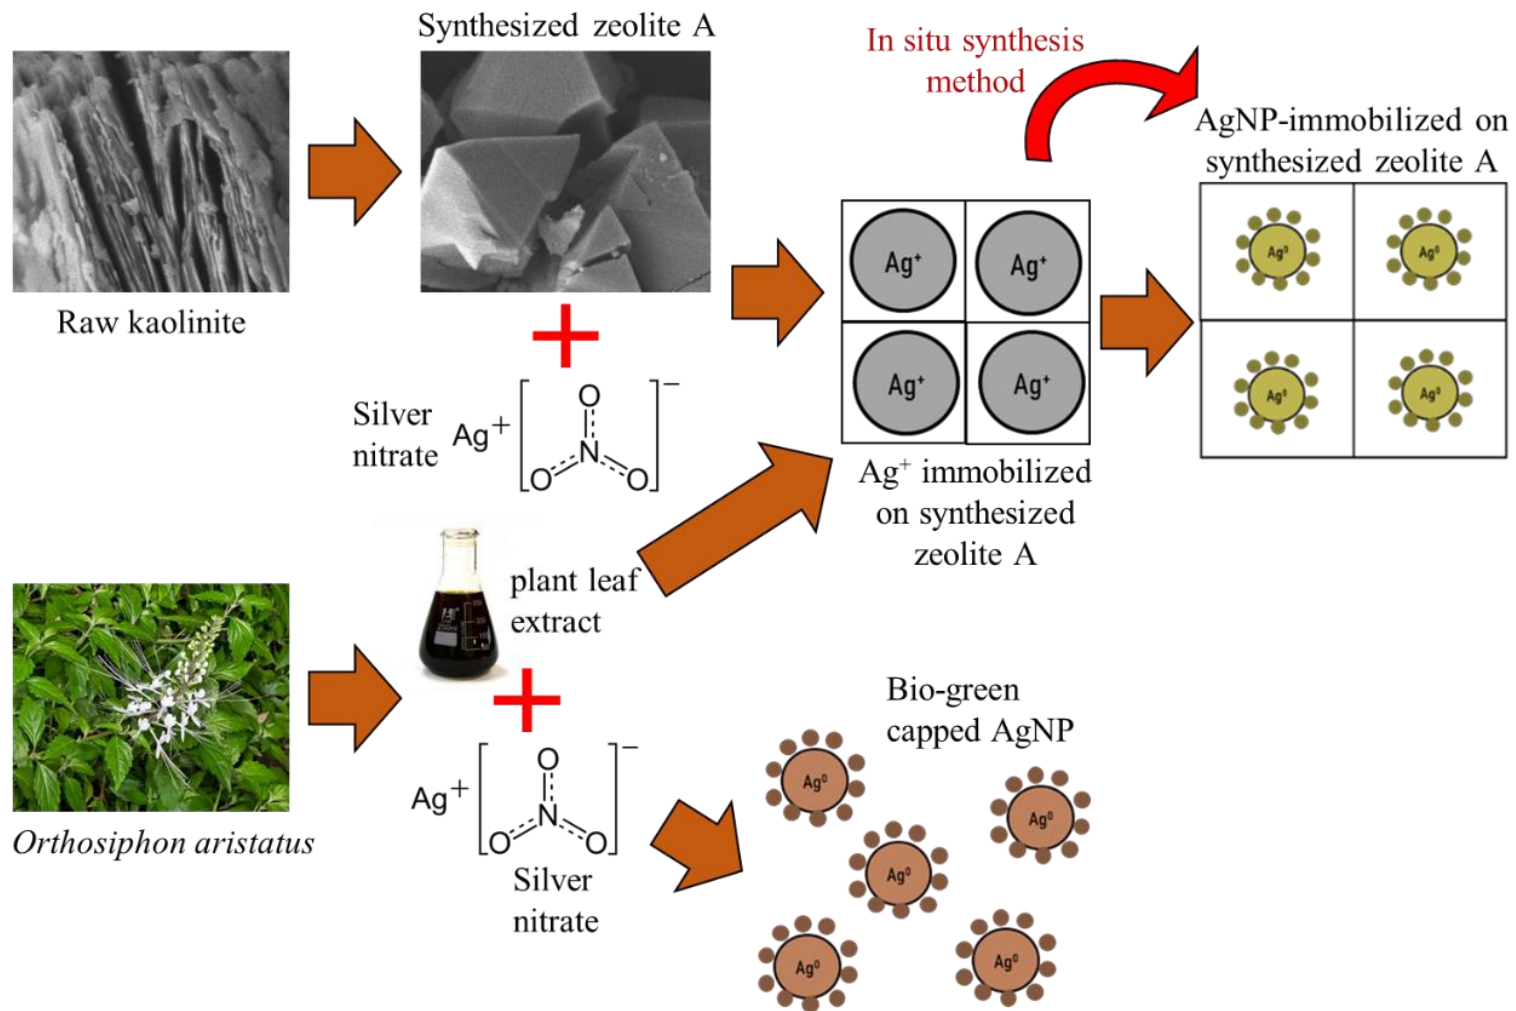 Synthesized zeolite A
In situ synthesis
method
AgNP-immobilized on
synthesized zeolite A
Raw kaolinite
Ag⁺
Ag⁺
Ag⁺
Ag⁺
Ag⁰
Ag⁰
Ag⁰
Ag⁰
Silver
nitrate
Ag⁺ [O N O O]⁻
Ag⁺ immobilized
on synthesized
zeolite A
plant leaf
extract
250ml
Orthosiphon aristatus
Ag⁺ [O N O O]⁻
Silver
nitrate
Bio-green
capped AgNP
Ag⁰
Ag⁰
Ag⁰
Ag⁰
Ag⁰